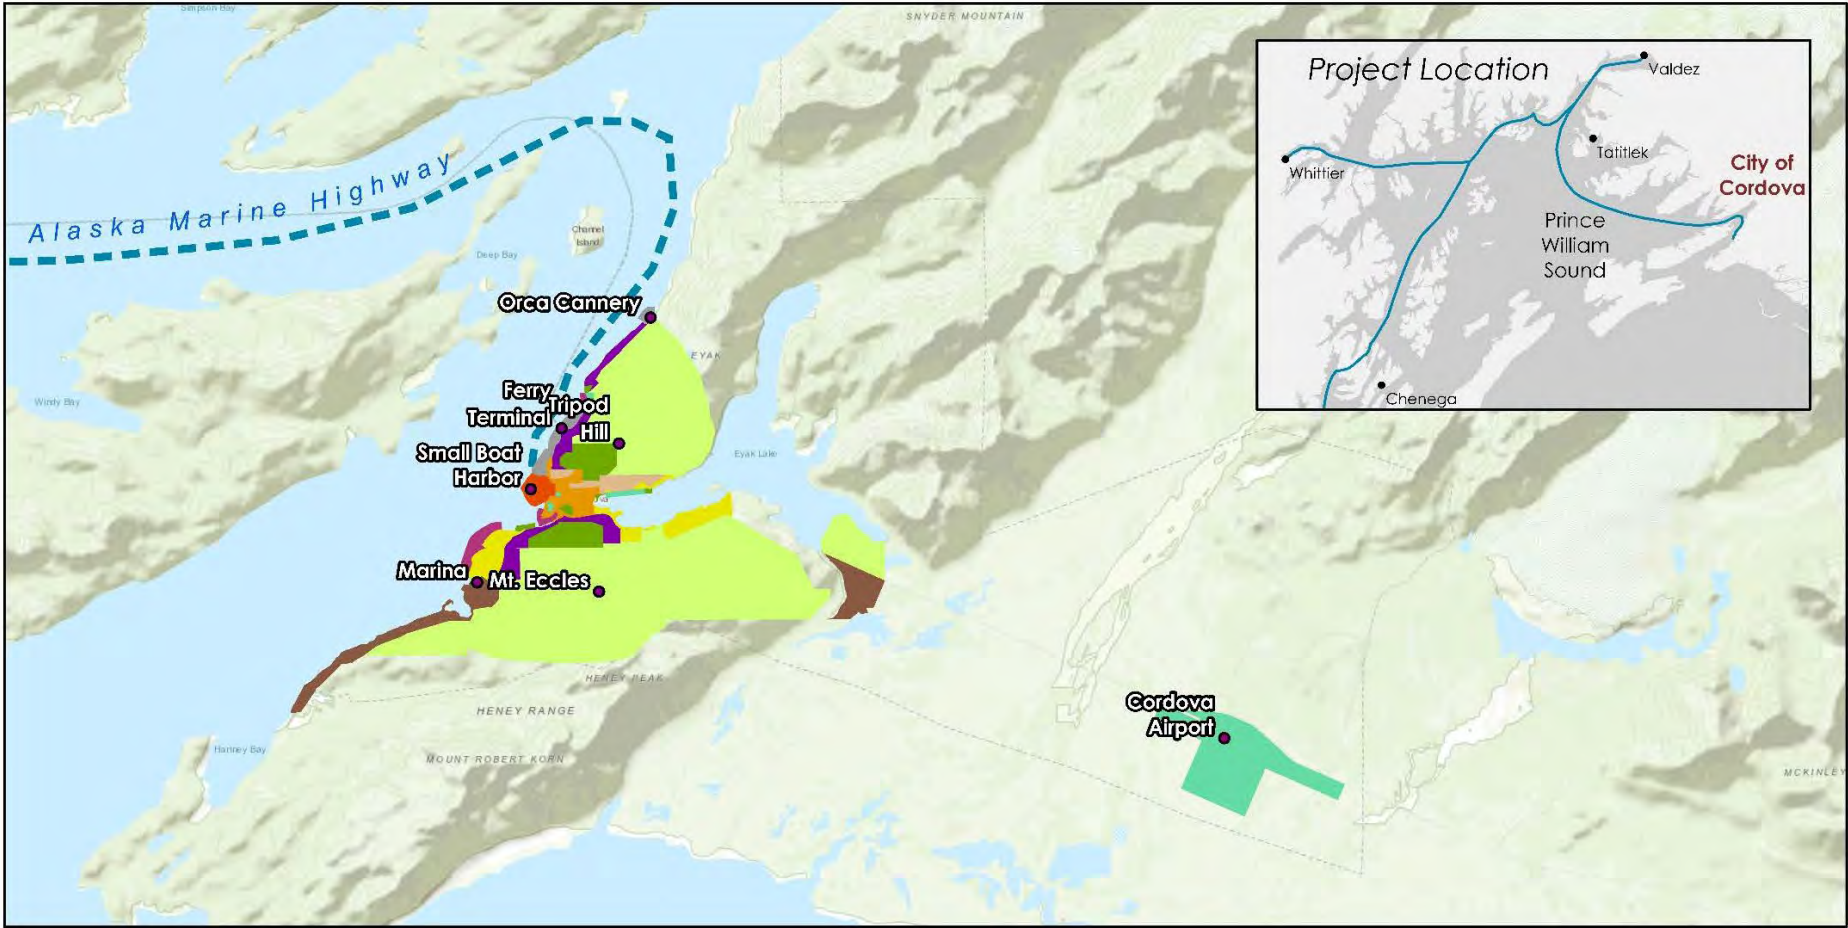 Simpson Bay
SNYDER MOUNTAIN
Project Location
Valdez
Tatitlek
Whittier
City of
Cordova
Prince
William
Sound
Chenega
Alaska Marine Highway
Channel
Island
Deep Bay
Orca Cannery
EYAK
Windy Bay
Ferry
Terminal
Tripod
Hill
Small Boat
Harbor
Eyak Lake
Marina
Mt. Eccles
HENEY PEAK
HENEY RANGE
Cordova
Airport
Hanney Bay
MOUNT ROBERT KORN
MCKINLEY